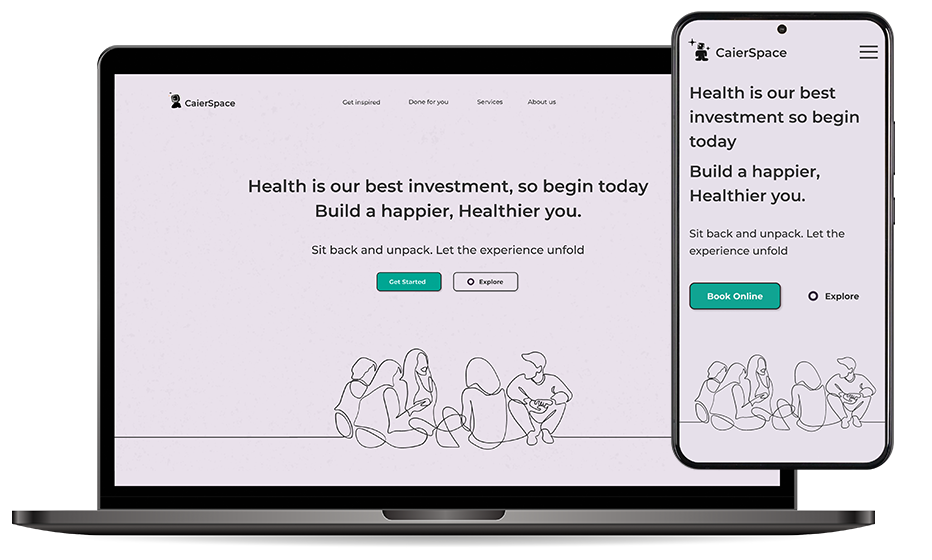 CaierSpace
Get inspired
Done for you
Services
About us
Health is our best investment, so begin today
Build a happier, Healthier you.
Sit back and unpack. Let the experience unfold
Get Started
Explore
CaierSpace
Health is our best
investment so begin
today
Build a happier,
Healthier you.
Sit back and unpack. Let the
experience unfold
Book Online
Explore